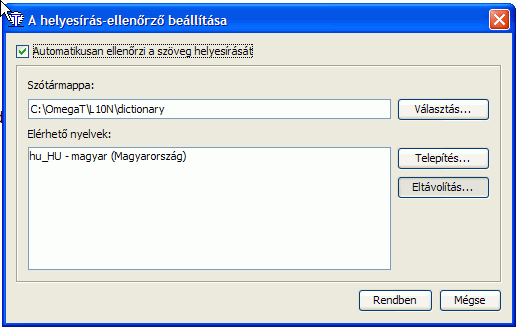 A helyesírás-ellenőrző beállítása
Automatikusan ellenőrzi a szöveg helyesírását
Szótármappa:
C:\OmegaT\L10N\dictionary
Választás...
Elérhető nyelvek:
hu_HU - magyar (Magyarország)
Telepítés...
Eltávolítás...
Rendben
Mégse